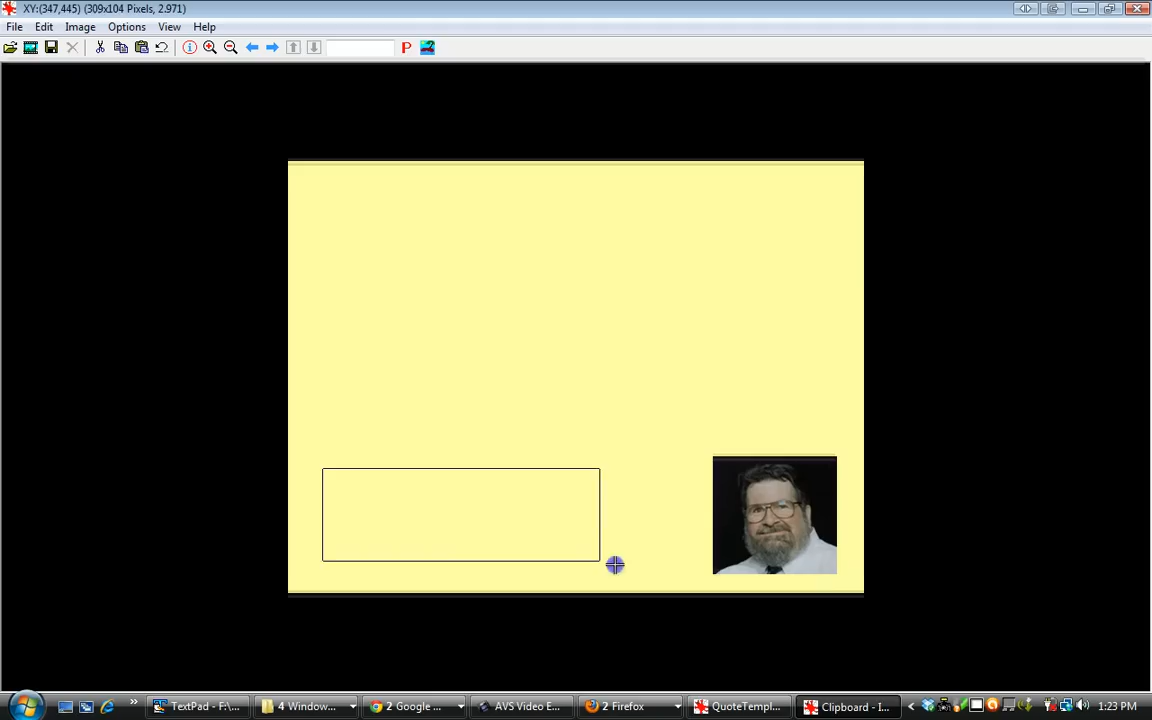 XY:(347,445) (309x104 Pixels, 2.971)
File Edit Image Options View Help
P
TextPad - F:\... 4 Window... 2 Google ... AVS Video E... 2 Firefox QuoteTempl... Clipboard - I... 1:23 PM